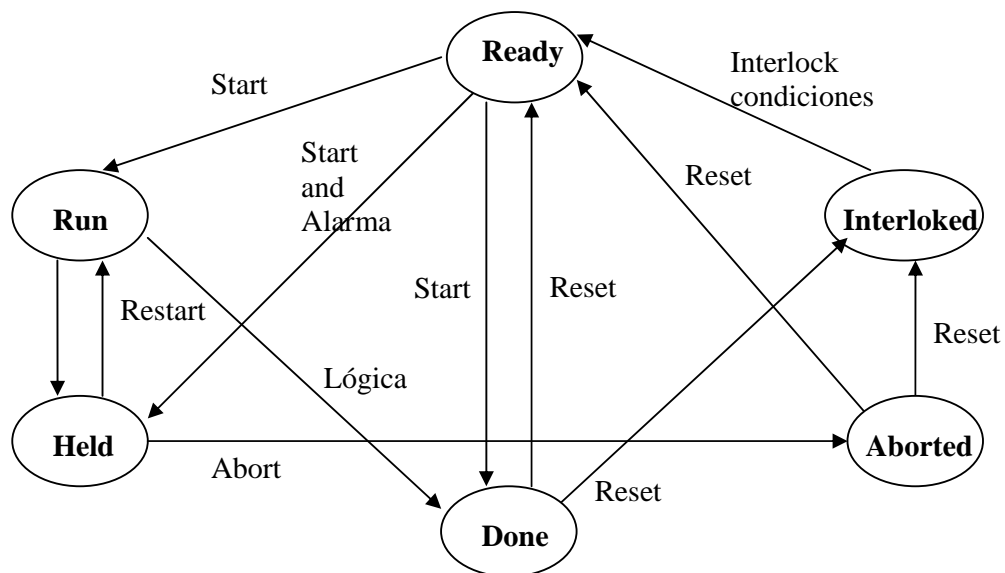 Ready
Interlock
condiciones
Start
Start
and
Alarma
Reset
Run
Interloked
Start
Reset
Restart
Reset
Lógica
Held
Aborted
Abort
Reset
Done